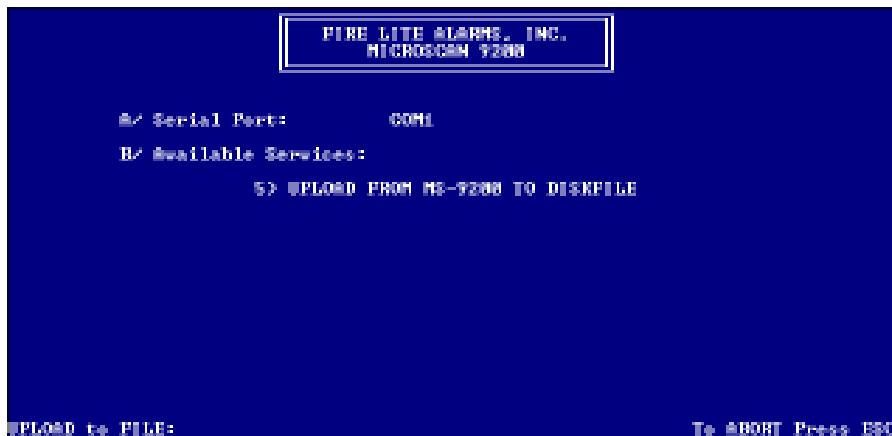 FIRE LITE ALARMS, INC.
MICROSCAN 9200
A/ Serial Port: COM1
B/ Available Services:
5) UPLOAD FROM MS-9200 TO DISKFILE
UPLOAD to FILE: To ABORT Press ESC